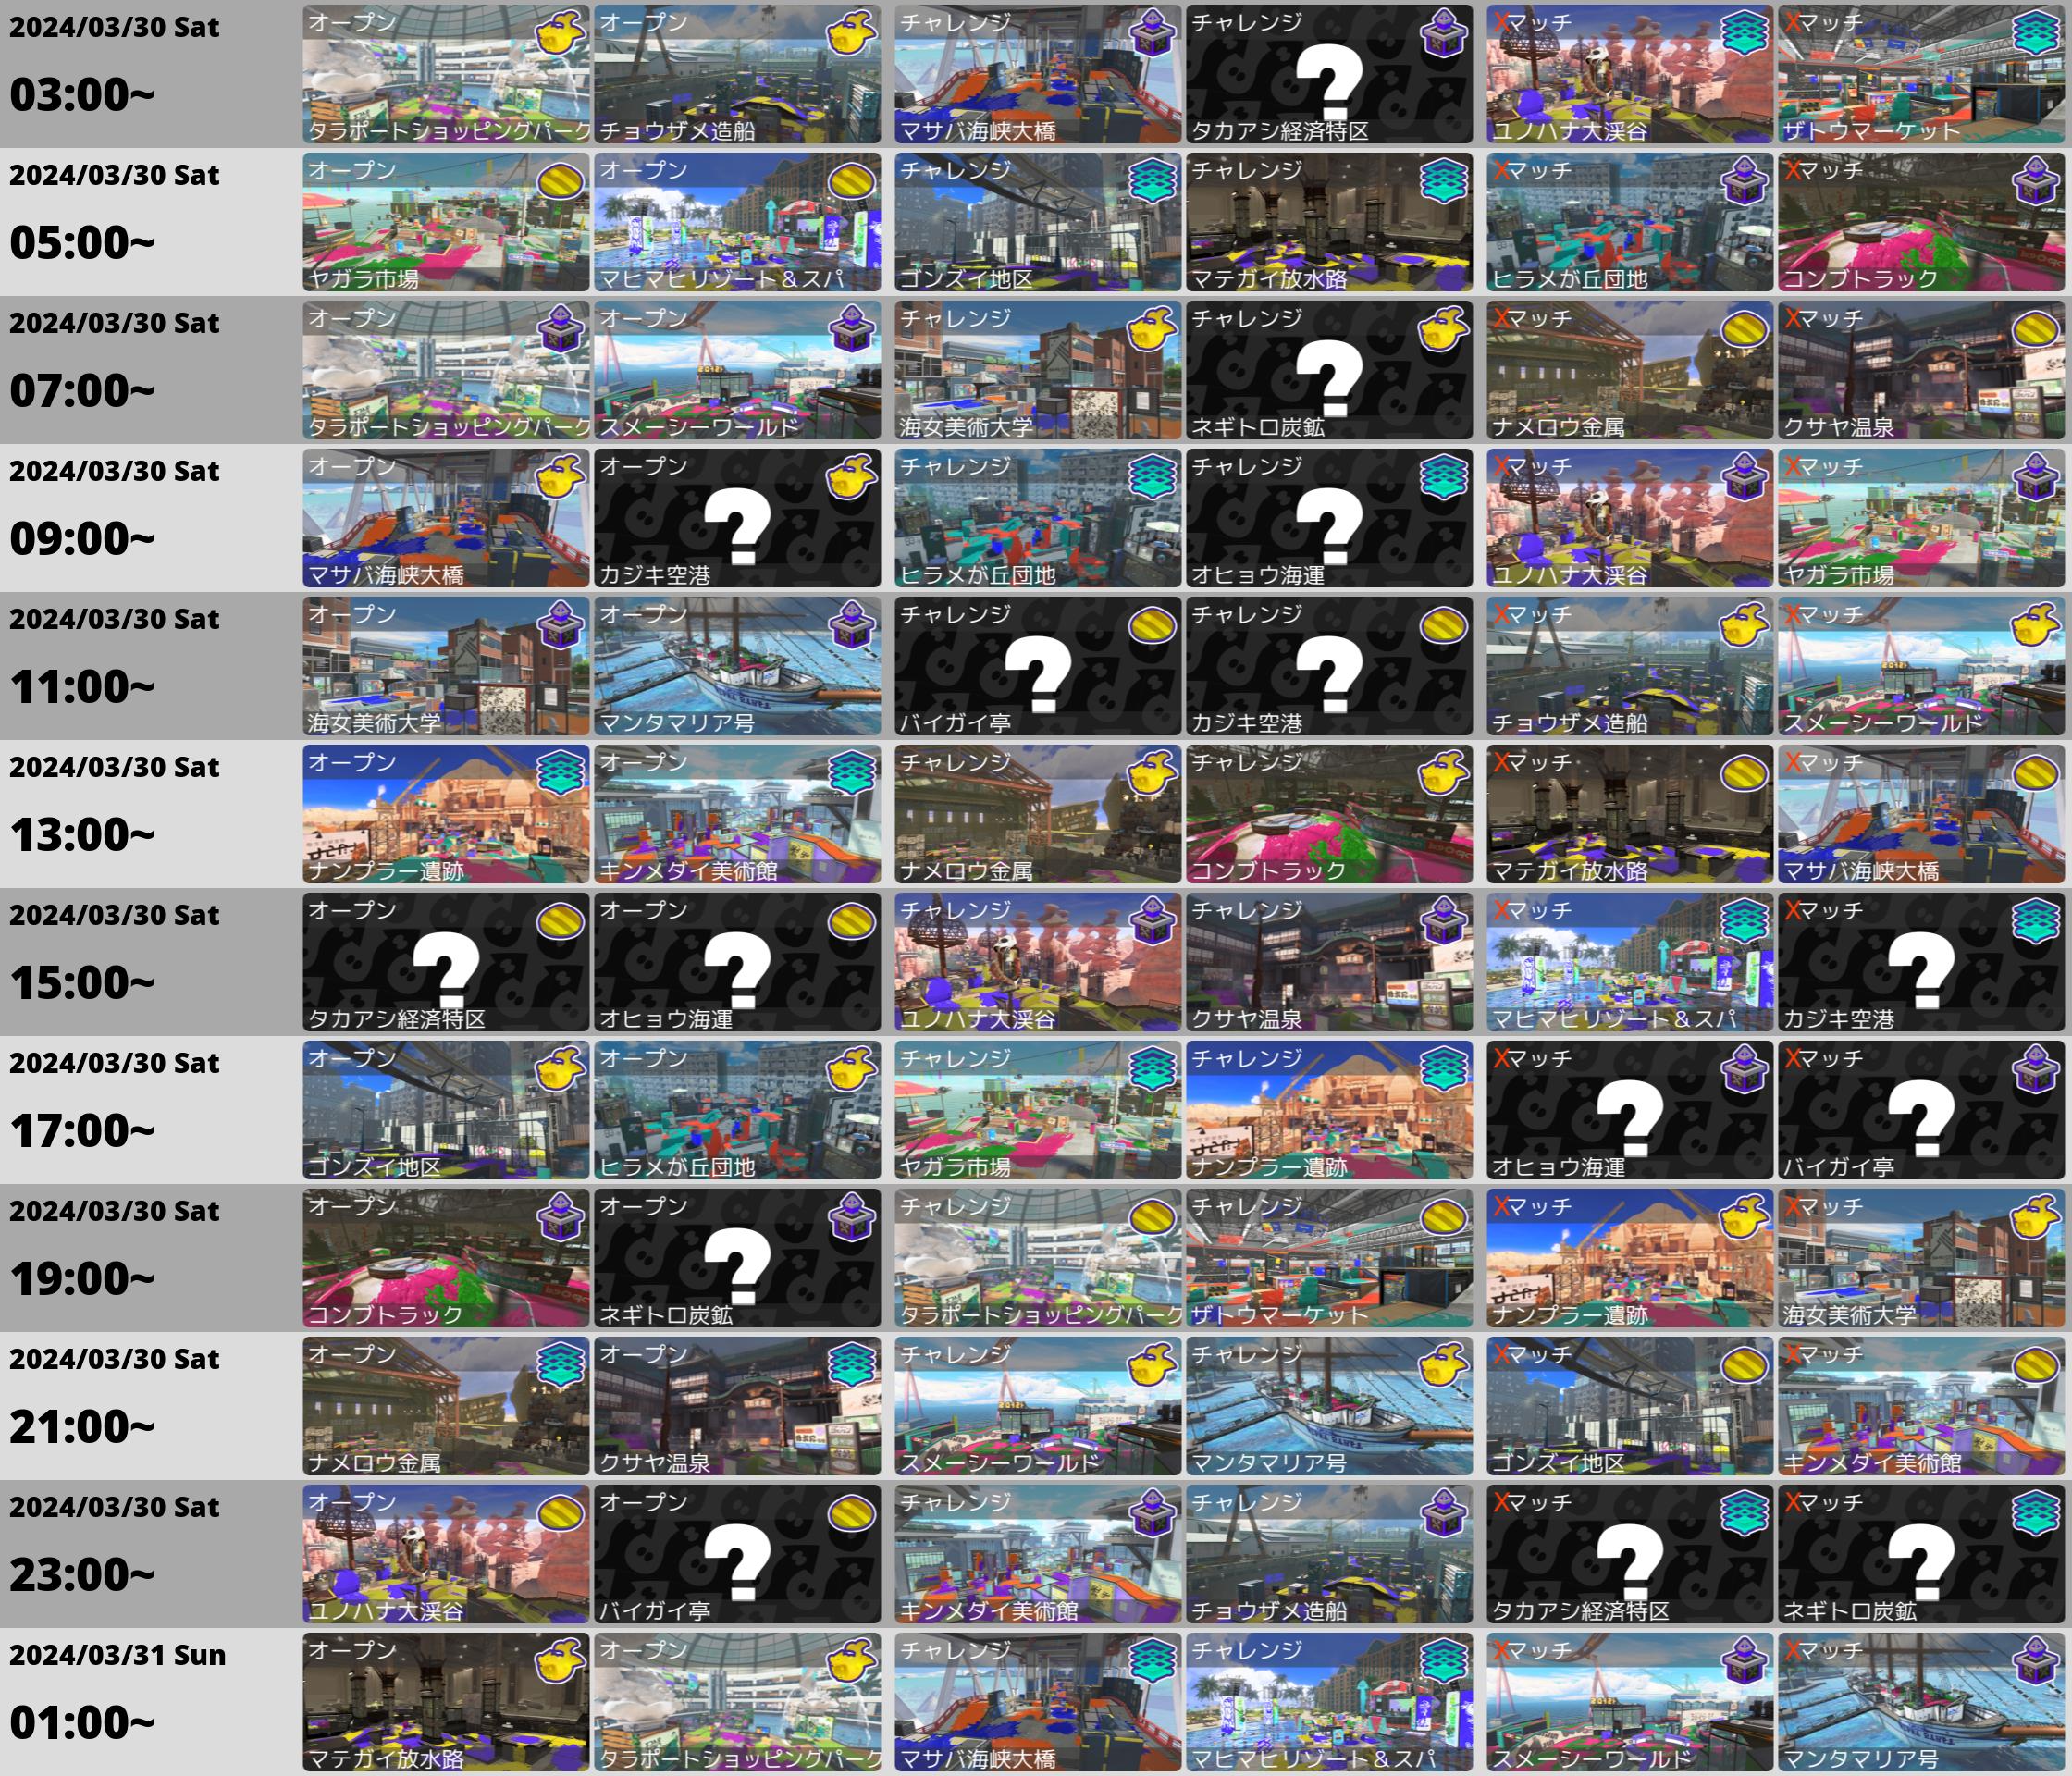 2024/03/30 Sat
03:00~
オープン
タラポートショッピングパーク
オープン
チョウザメ造船
チャレンジ
マサバ海峡大橋
チャレンジ
タカアシ経済特区
Xマッチ
ユノハナ大渓谷
Xマッチ
ザトウマーケット
2024/03/30 Sat
05:00~
オープン
ヤガラ市場
オープン
マヒマヒリゾート＆スパ
チャレンジ
ゴンズイ地区
チャレンジ
マテガイ放水路
Xマッチ
ヒラメが丘団地
Xマッチ
コンブトラック
2024/03/30 Sat
07:00~
オープン
タラポートショッピングパーク
オープン
スメーシーワールド
チャレンジ
海女美術大学
チャレンジ
ネギトロ炭鉱
Xマッチ
ナメロウ金属
Xマッチ
クサヤ温泉
2024/03/30 Sat
09:00~
オープン
マサバ海峡大橋
オープン
カジキ空港
チャレンジ
ヒラメが丘団地
チャレンジ
オヒョウ海運
Xマッチ
ユノハナ大渓谷
Xマッチ
ヤガラ市場
2024/03/30 Sat
11:00~
オープン
海女美術大学
オープン
マンタマリア号
チャレンジ
バイガイ亭
チャレンジ
カジキ空港
Xマッチ
チョウザメ造船
Xマッチ
スメーシーワールド
2024/03/30 Sat
13:00~
オープン
ナンプラー遺跡
オープン
キンメダイ美術館
チャレンジ
ナメロウ金属
チャレンジ
コンブトラック
Xマッチ
マテガイ放水路
Xマッチ
マサバ海峡大橋
2024/03/30 Sat
15:00~
オープン
タカアシ経済特区
オープン
オヒョウ海運
チャレンジ
ユノハナ大渓谷
チャレンジ
クサヤ温泉
Xマッチ
マヒマヒリゾート＆スパ
Xマッチ
カジキ空港
2024/03/30 Sat
17:00~
オープン
ゴンズイ地区
オープン
ヒラメが丘団地
チャレンジ
ヤガラ市場
チャレンジ
ナンプラー遺跡
Xマッチ
オヒョウ海運
Xマッチ
バイガイ亭
2024/03/30 Sat
19:00~
オープン
コンブトラック
オープン
ネギトロ炭鉱
チャレンジ
タラポートショッピングパーク
チャレンジ
ザトウマーケット
Xマッチ
ナンプラー遺跡
Xマッチ
海女美術大学
2024/03/30 Sat
21:00~
オープン
ナメロウ金属
オープン
クサヤ温泉
チャレンジ
スメーシーワールド
チャレンジ
マンタマリア号
Xマッチ
ゴンズイ地区
Xマッチ
キンメダイ美術館
2024/03/30 Sat
23:00~
オープン
ユノハナ大渓谷
オープン
バイガイ亭
チャレンジ
キンメダイ美術館
チャレンジ
チョウザメ造船
Xマッチ
タカアシ経済特区
Xマッチ
ネギトロ炭鉱
2024/03/31 Sun
01:00~
オープン
マテガイ放水路
オープン
タラポートショッピングパーク
チャレンジ
マサバ海峡大橋
チャレンジ
マヒマヒリゾート＆スパ
Xマッチ
スメーシーワールド
Xマッチ
マンタマリア号